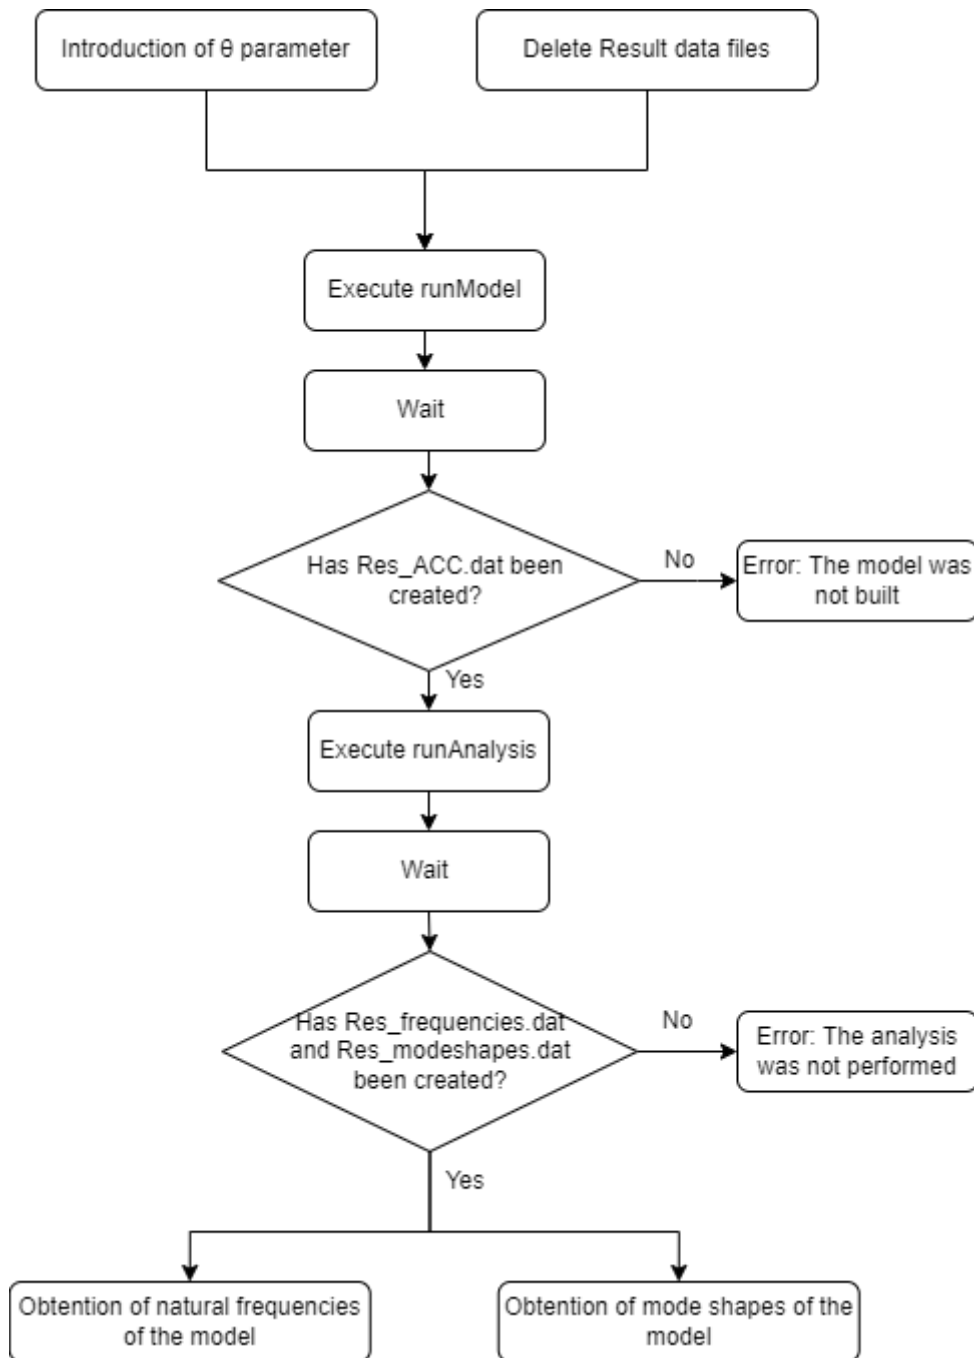 Introduction of θ parameter
Delete Result data files
Execute runModel
Wait
Has Res_ACC.dat been
created?
No
Error: The model was
not built
Yes
Execute runAnalysis
Wait
Has Res_frequencies.dat
and Res_modeshapes.dat
been created?
No
Error: The analysis
was not performed
Yes
Obtention of natural frequencies
of the model
Obtention of mode shapes of the
model